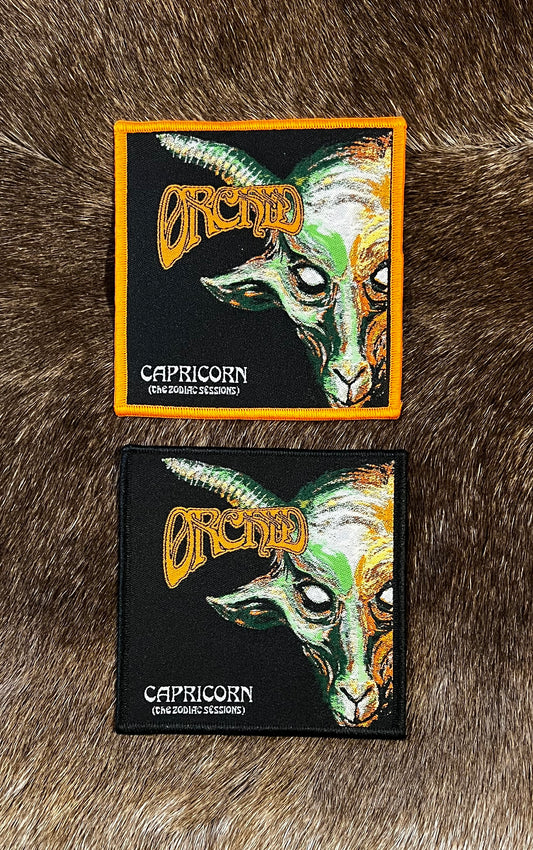 ORCHID
CAPRICORN
(the ZODIAC SESSIONS)
ORCHID
CAPRICORN
(the ZODIAC SESSIONS)